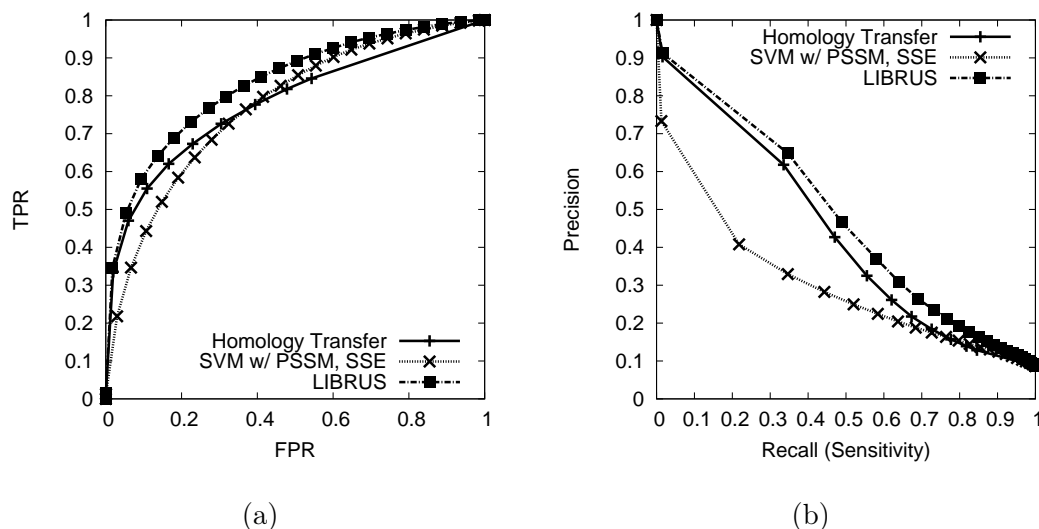 1
0.9
0.8
0.7
0.6
0.5
0.4
0.3
0.2
0.1
0
0 0.2 0.4 0.6 0.8 1
TPR
FPR
Homology Transfer
SVM w/ PSSM, SSE
LIBRUS
(a)
1
0.9
0.8
0.7
0.6
0.5
0.4
0.3
0.2
0.1
0
0 0.1 0.2 0.3 0.4 0.5 0.6 0.7 0.8 0.9 1
Precision
Recall (Sensitivity)
Homology Transfer
SVM w/ PSSM, SSE
LIBRUS
(b)